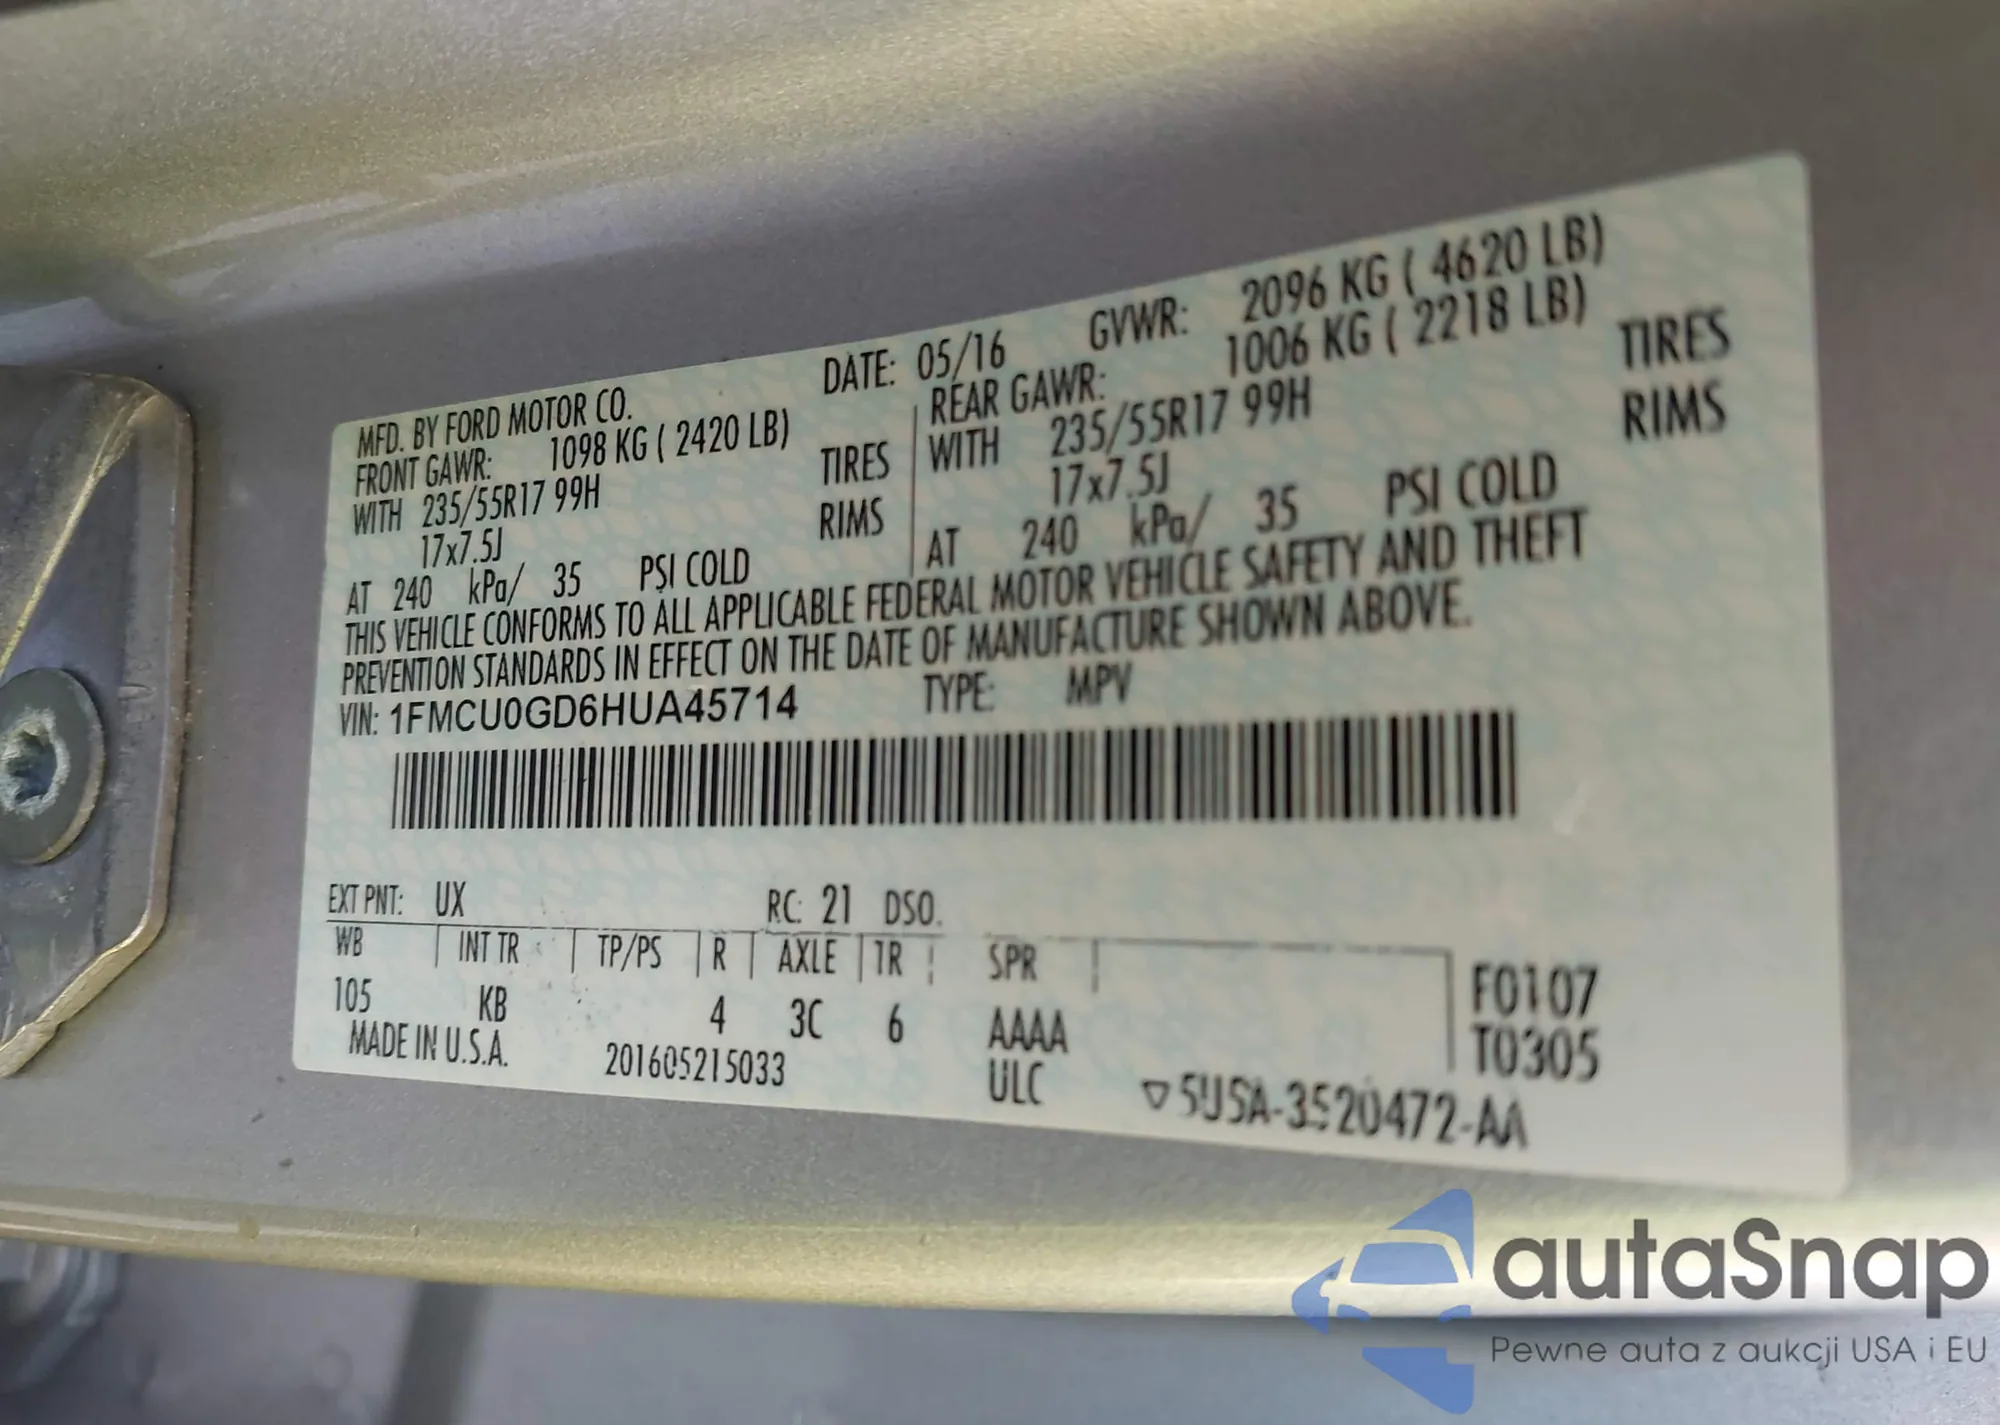 MFD. BY FORD MOTOR CO.
DATE: 05/16
GVWR: 2096 KG ( 4620 LB)
FRONT GAWR: 1098 KG ( 2420 LB)
WITH 235/55R17 99H TIRES
17x7.5J RIMS
AT 240 kPa/ 35 PSI COLD
REAR GAWR: 1006 KG ( 2218 LB)
WITH 235/55R17 99H TIRES
17x7.5J RIMS
AT 240 kPa/ 35 PSI COLD
THIS VEHICLE CONFORMS TO ALL APPLICABLE FEDERAL MOTOR VEHICLE SAFETY AND THEFT
PREVENTION STANDARDS IN EFFECT ON THE DATE OF MANUFACTURE SHOWN ABOVE.
VIN: 1FMCU0GD6HUA45714 TYPE: MPV
EXT PNT: UX RC: 21 DSO:
WB INT TR TP/PS R AXLE TR SPR
105 KB 4 3C 6 AAAA
F0107
T0305
MADE IN U.S.A. 201605215033 ULC
▽5U5A-3520472-AA
autaSnap
Pewne auta z aukcji USA i EU